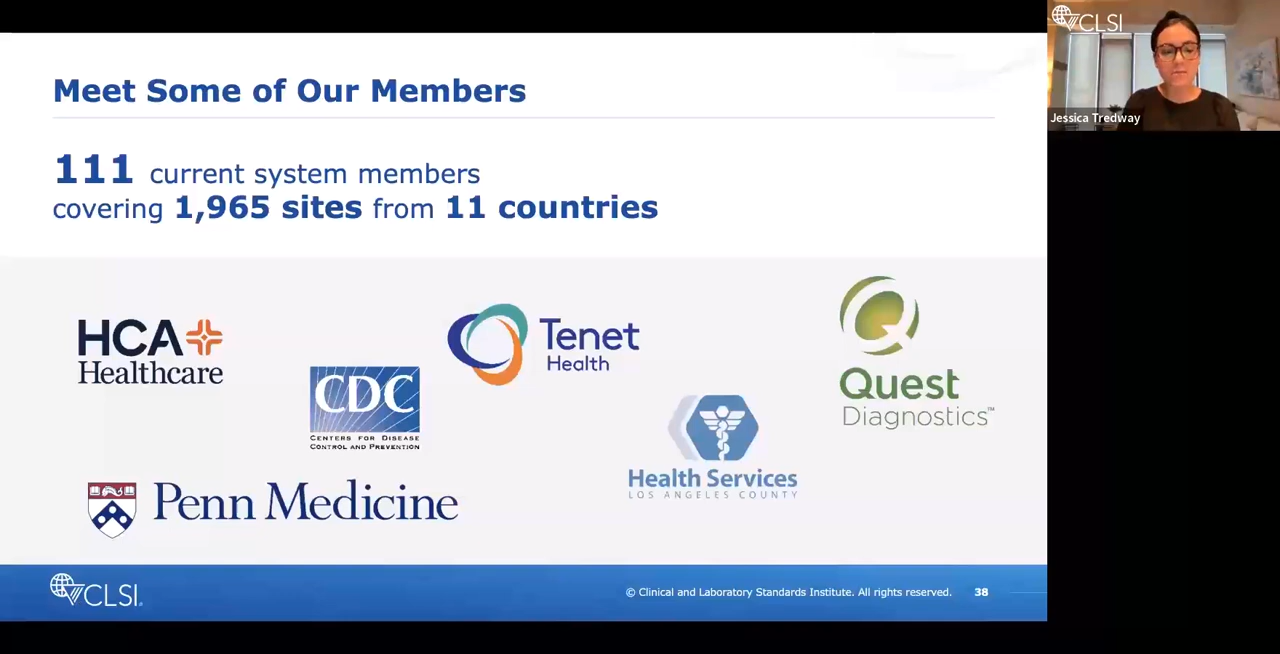 Meet Some of Our Members
111 current system members
covering 1,965 sites from 11 countries
HCA
Healthcare
CDC
CENTERS FOR DISEASE
CONTROL AND PREVENTION
Tenet
Health
Quest
Diagnostics™
Health Services
LOS ANGELES COUNTY
Penn Medicine
CLSI®
© Clinical and Laboratory Standards Institute. All rights reserved.
38
CLSI
Jessica Tredway